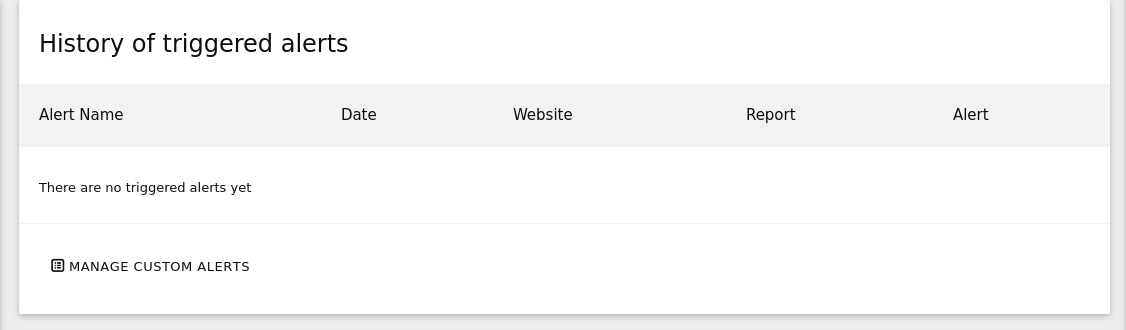 History of triggered alerts
Alert Name Date Website Report Alert
There are no triggered alerts yet
MANAGE CUSTOM ALERTS